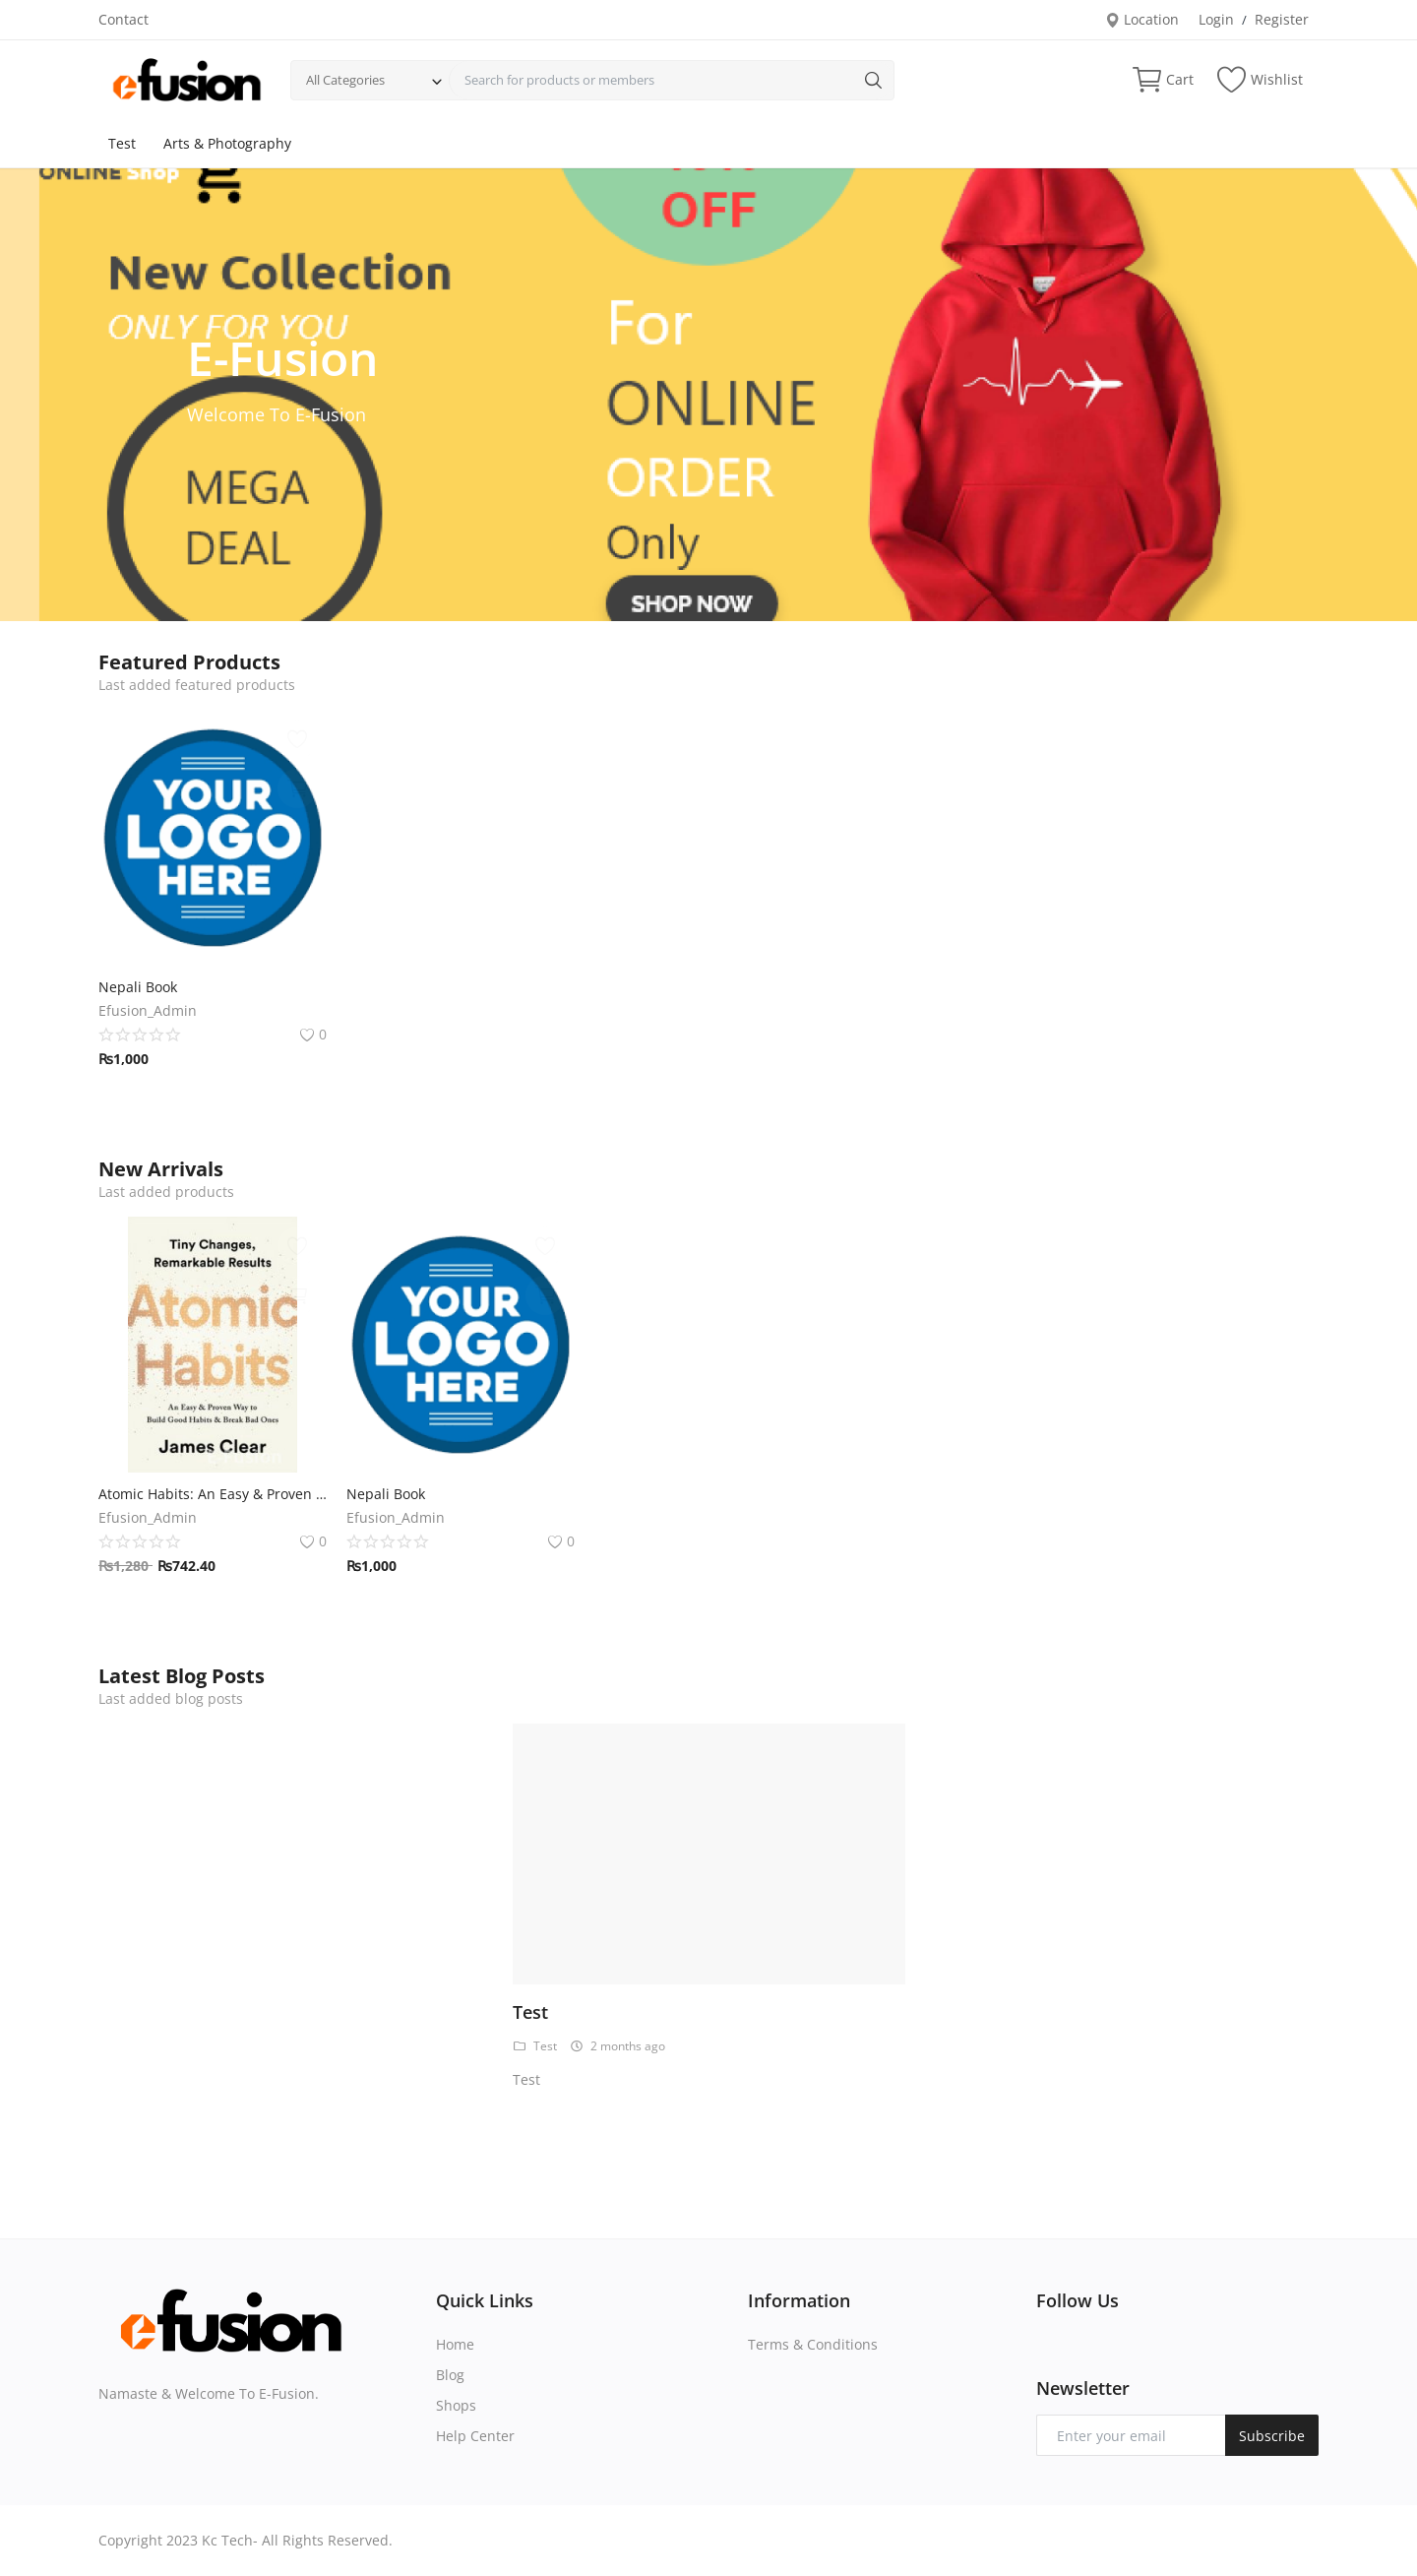 Contact
Location Login / Register
efusion
All Categories Search for products or members
Cart Wishlist
Test Arts & Photography
ONLINE Shop
OFF
New Collection
ONLY FOR YOU
E-Fusion
Welcome To E-Fusion
MEGA
DEAL
For
ONLINE
ORDER
Only
SHOP NOW
Featured Products
Last added featured products
YOUR
LOGO
HERE
Nepali Book
Efusion_Admin
0
₨1,000
New Arrivals
Last added products
Tiny Changes,
Remarkable Results
Atomic
Habits
An Easy & Proven Way to
Build Good Habits & Break Bad Ones
James Clear
YOUR
LOGO
HERE
Atomic Habits: An Easy & Proven ...
Efusion_Admin
0
₨1,280 ₨742.40
Nepali Book
Efusion_Admin
0
₨1,000
Latest Blog Posts
Last added blog posts
Test
Test 2 months ago
Test
efusion
Namaste & Welcome To E-Fusion.
Quick Links
Home
Blog
Shops
Help Center
Information
Terms & Conditions
Follow Us
Newsletter
Enter your email Subscribe
Copyright 2023 Kc Tech- All Rights Reserved.